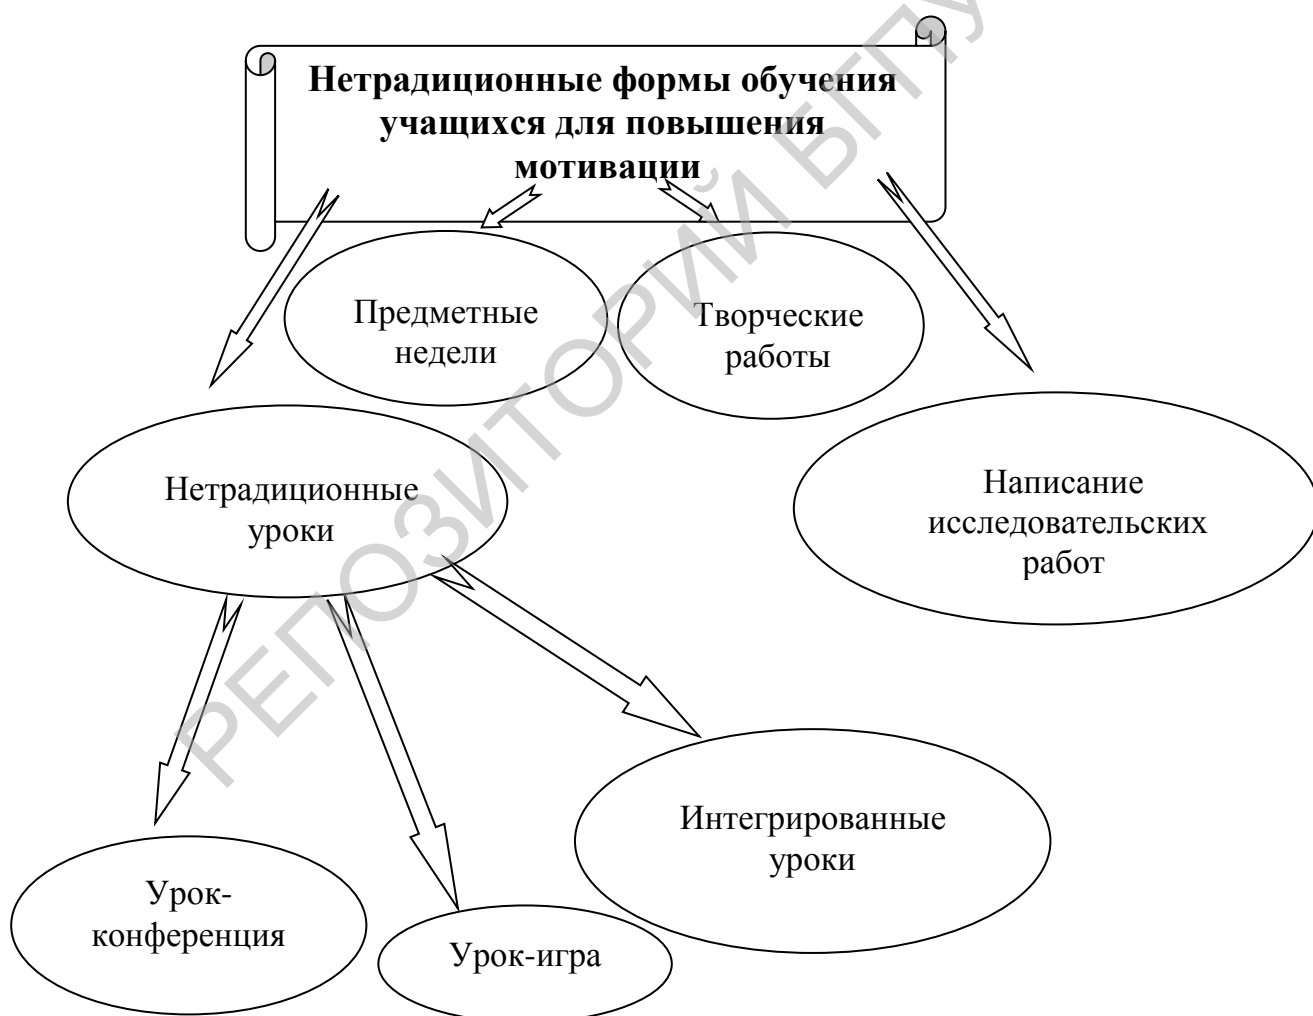 Нетрадиционные формы обучения
учащихся для повышения
мотивации
Предметные
недели
Творческие
работы
Нетрадиционные
уроки
Написание
исследовательских
работ
Интегрированные
уроки
Урок-
конференция
Урок-игра
РЕПОЗИТОРИЙ БГПУ